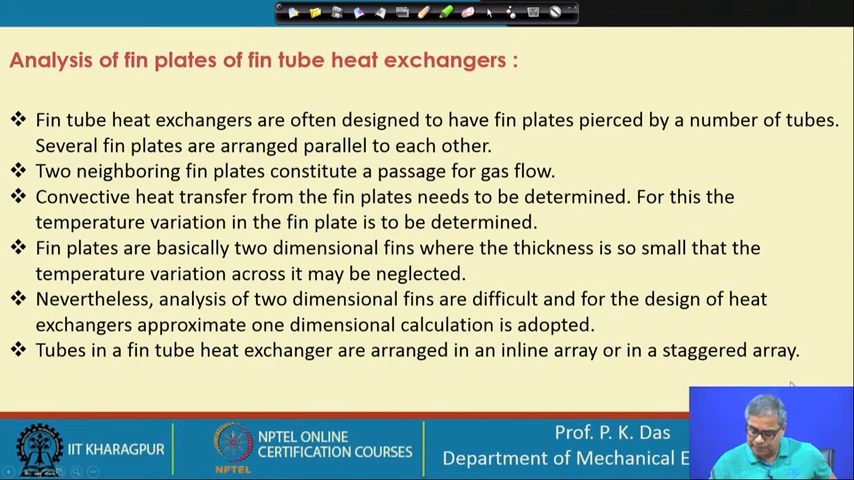 Analysis of fin plates of fin tube heat exchangers :
❖ Fin tube heat exchangers are often designed to have fin plates pierced by a number of tubes.
Several fin plates are arranged parallel to each other.
❖ Two neighboring fin plates constitute a passage for gas flow.
❖ Convective heat transfer from the fin plates needs to be determined. For this the
temperature variation in the fin plate is to be determined.
❖ Fin plates are basically two dimensional fins where the thickness is so small that the
temperature variation across it may be neglected.
❖ Nevertheless, analysis of two dimensional fins are difficult and for the design of heat
exchangers approximate one dimensional calculation is adopted.
❖ Tubes in a fin tube heat exchanger are arranged in an inline array or in a staggered array.
IIT KHARAGPUR
NPTEL
NPTEL ONLINE
CERTIFICATION COURSES
Prof. P. K. Das
Department of Mechanical E